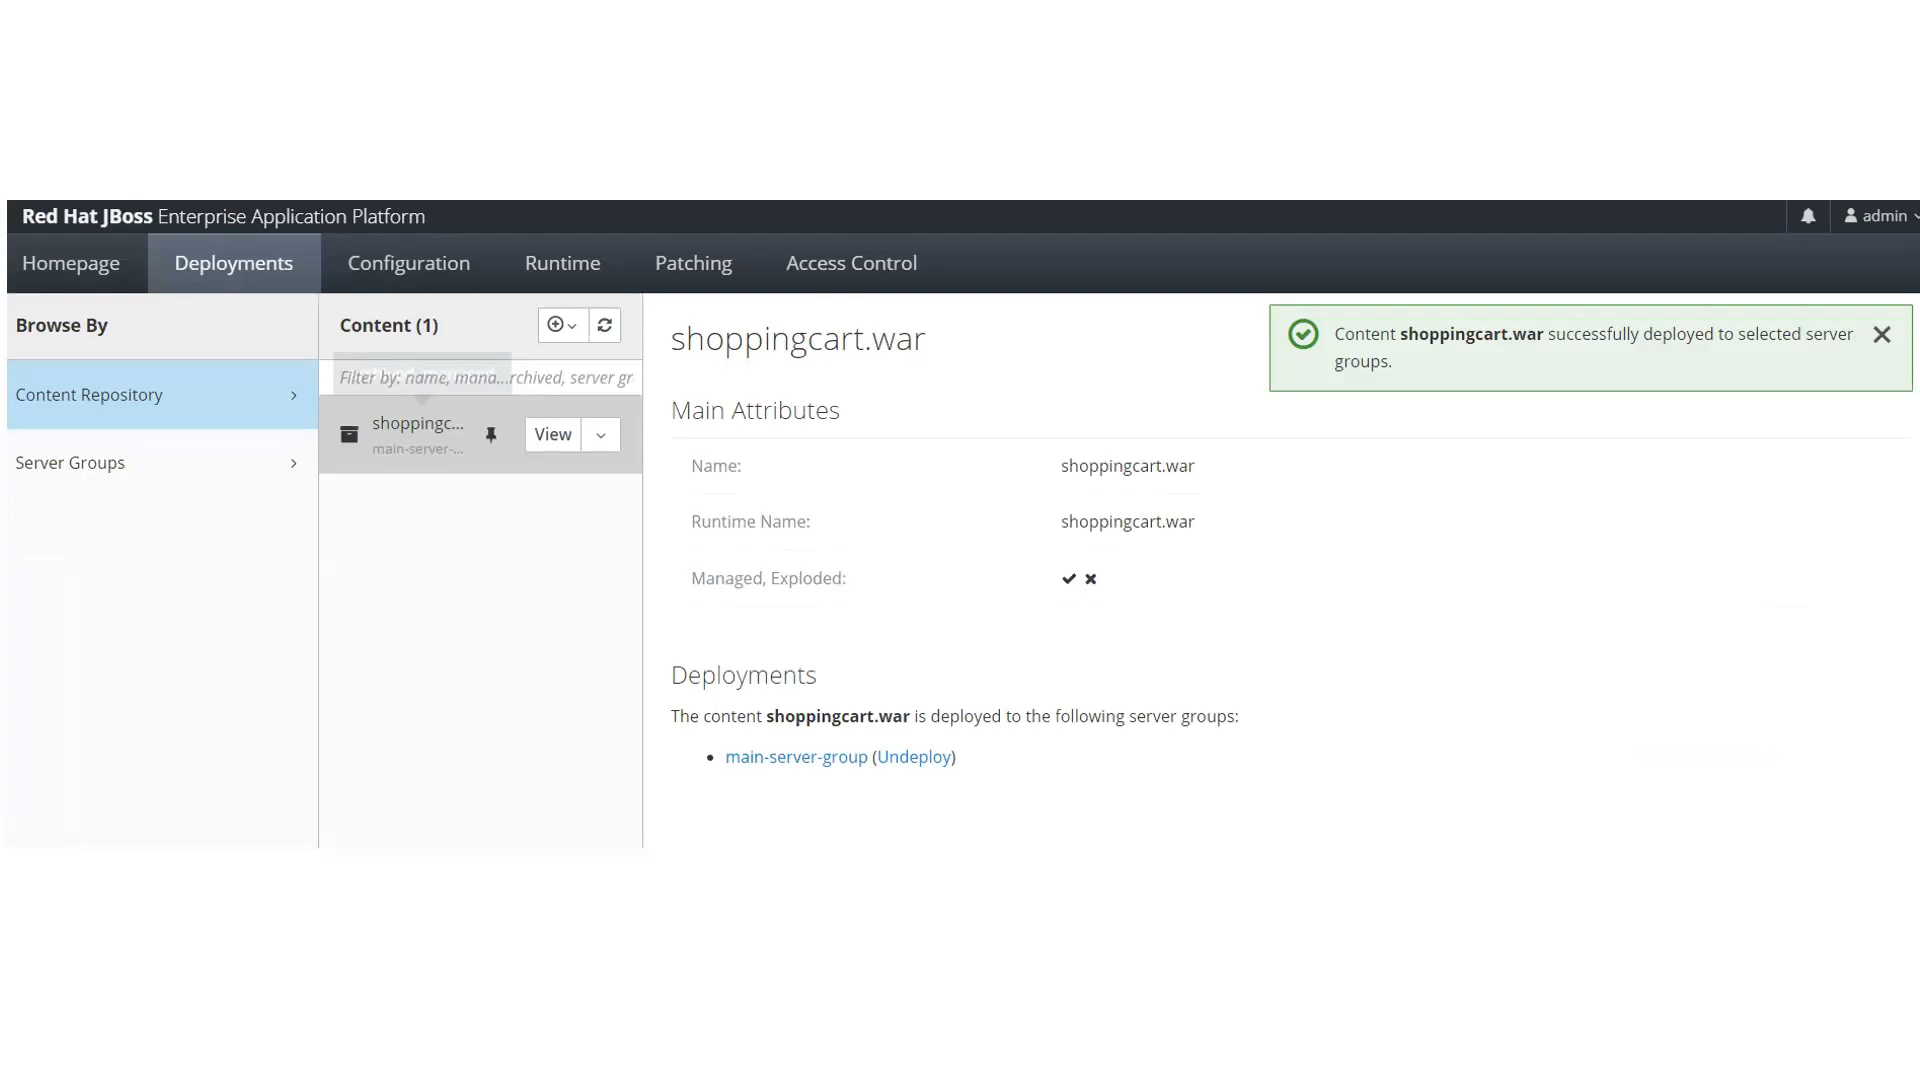 Red Hat JBoss Enterprise Application Platform
admin
Homepage Deployments Configuration Runtime Patching Access Control
Browse By
Content Repository
Server Groups
Content (1)
Filter by: name, mana...rchived, server gr
shoppingc...
main-server-...
View
shoppingcart.war
Content shoppingcart.war successfully deployed to selected server
groups.
Main Attributes
Name: shoppingcart.war
Runtime Name: shoppingcart.war
Managed, Exploded:
Deployments
The content shoppingcart.war is deployed to the following server groups:
main-server-group (Undeploy)